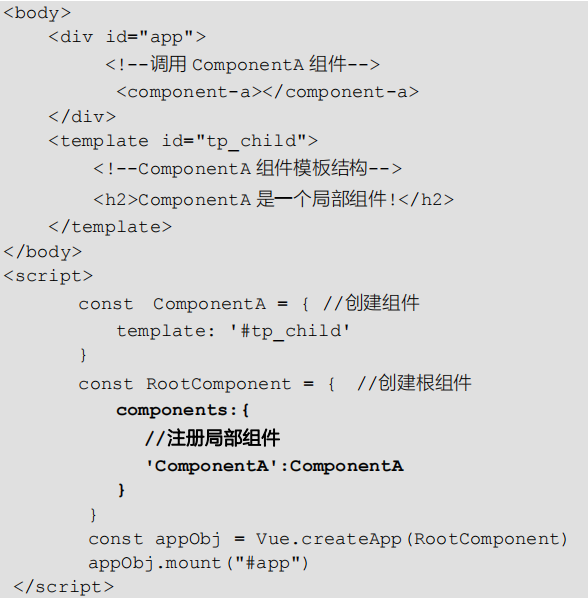 <body>
<div id="app">
<!--调用 ComponentA 组件-->
<component-a></component-a>
</div>
<template id="tp_child">
<!--ComponentA 组件模板结构-->
<h2>ComponentA 是一个局部组件!</h2>
</template>
</body>
<script>
const ComponentA = { //创建组件
template: '#tp_child'
}
const RootComponent = { //创建根组件
components:{
//注册局部组件
'ComponentA':ComponentA
}
}
const appObj = Vue.createApp(RootComponent)
appObj.mount("#app")
</script>